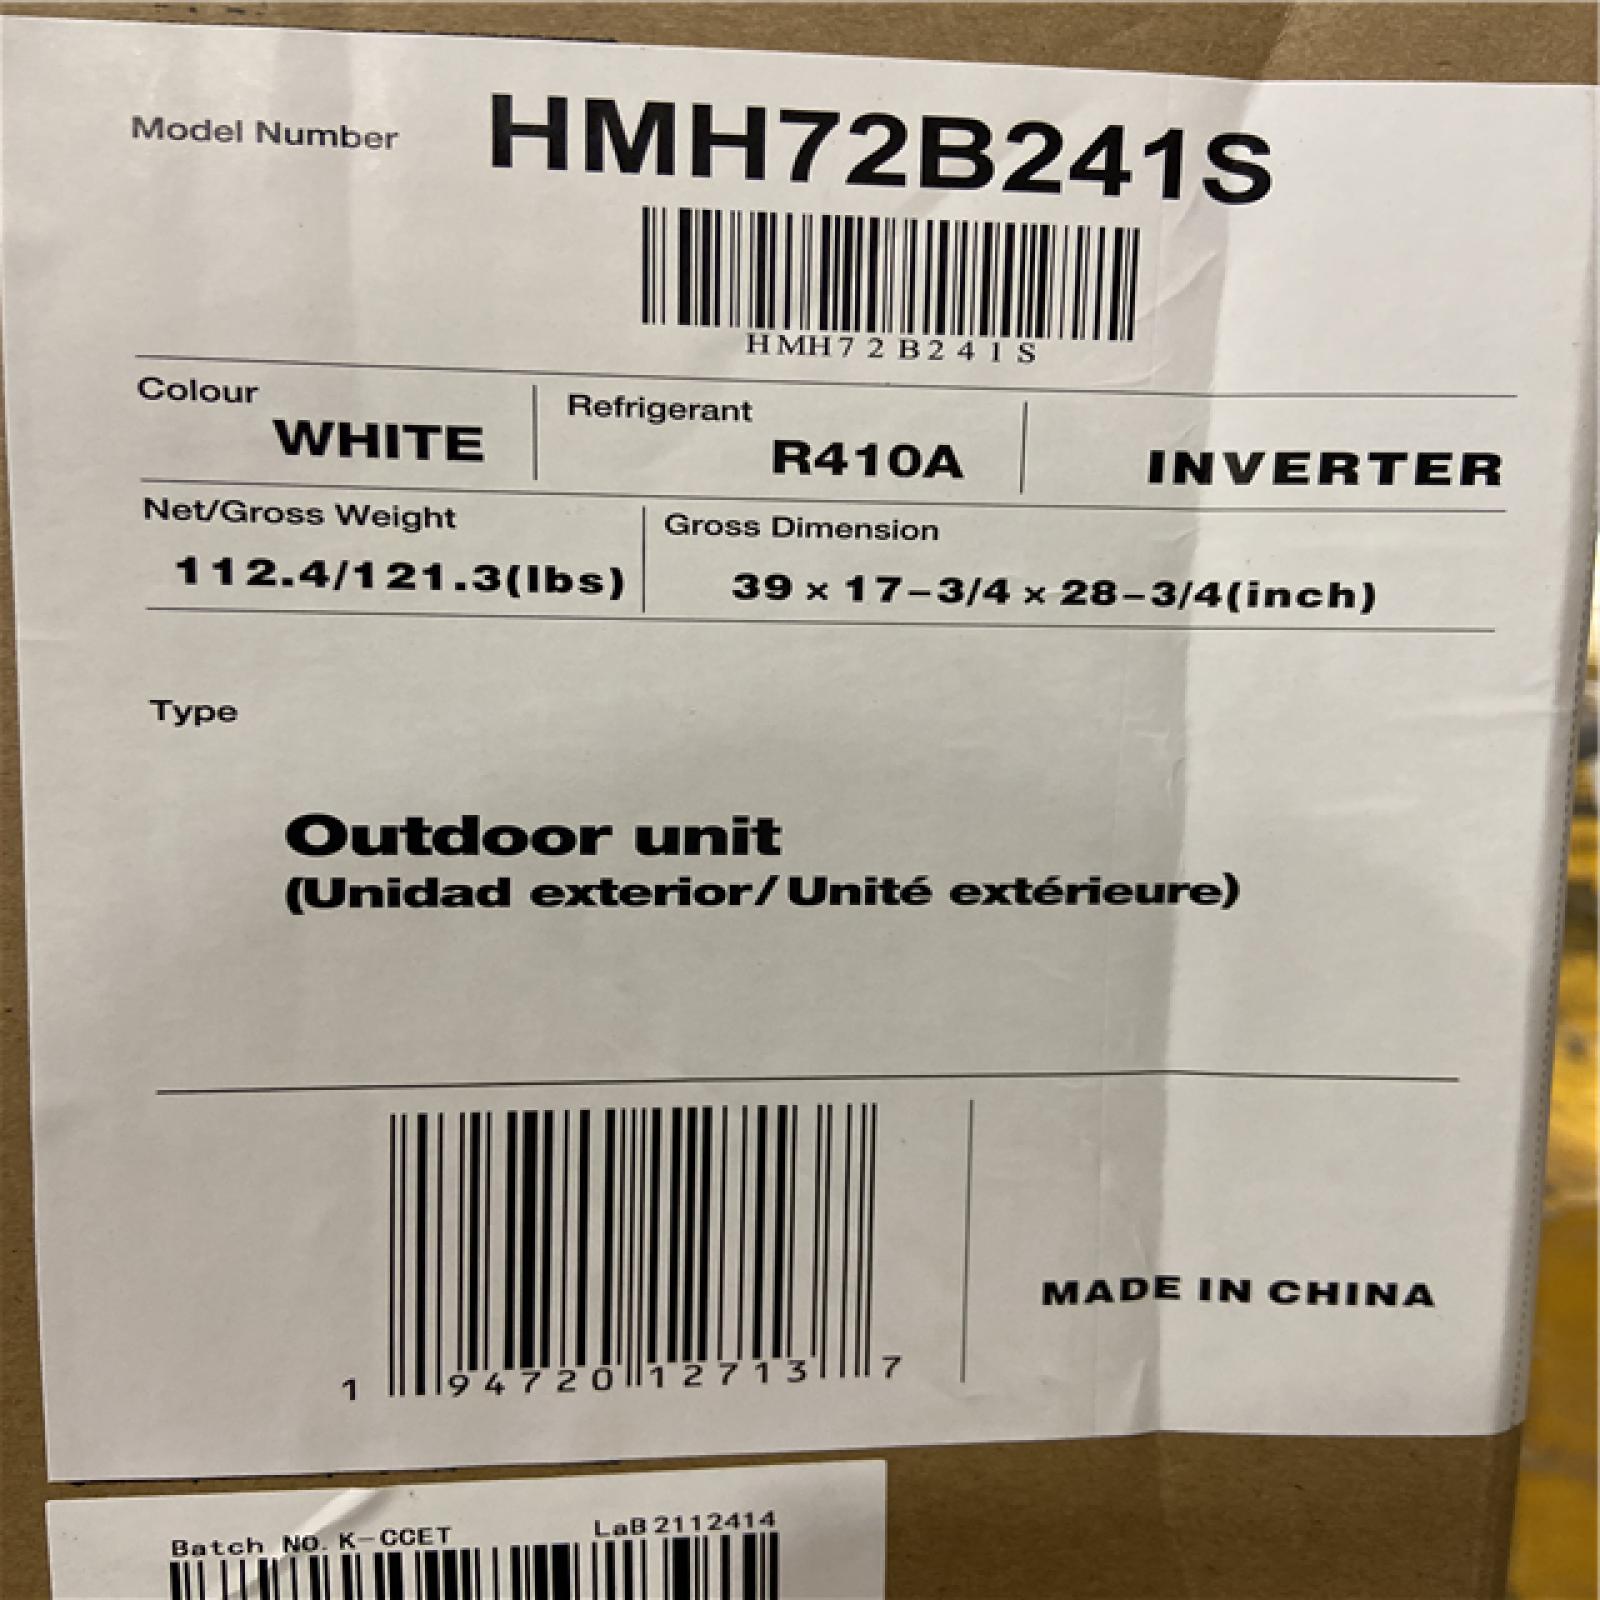 Model Number HMH72B241S
HMH72B241S
Colour Refrigerant
WHITE R410A INVERTER
Net/Gross Weight Gross Dimension
112.4/121.3(lbs) 39 × 17-3/4 × 28-3/4(inch)
Type
Outdoor unit
(Unidad exterior/Unité extérieure)
MADE IN CHINA
1 94720 12713 7
Batch NO. K-CCET LaB2112414